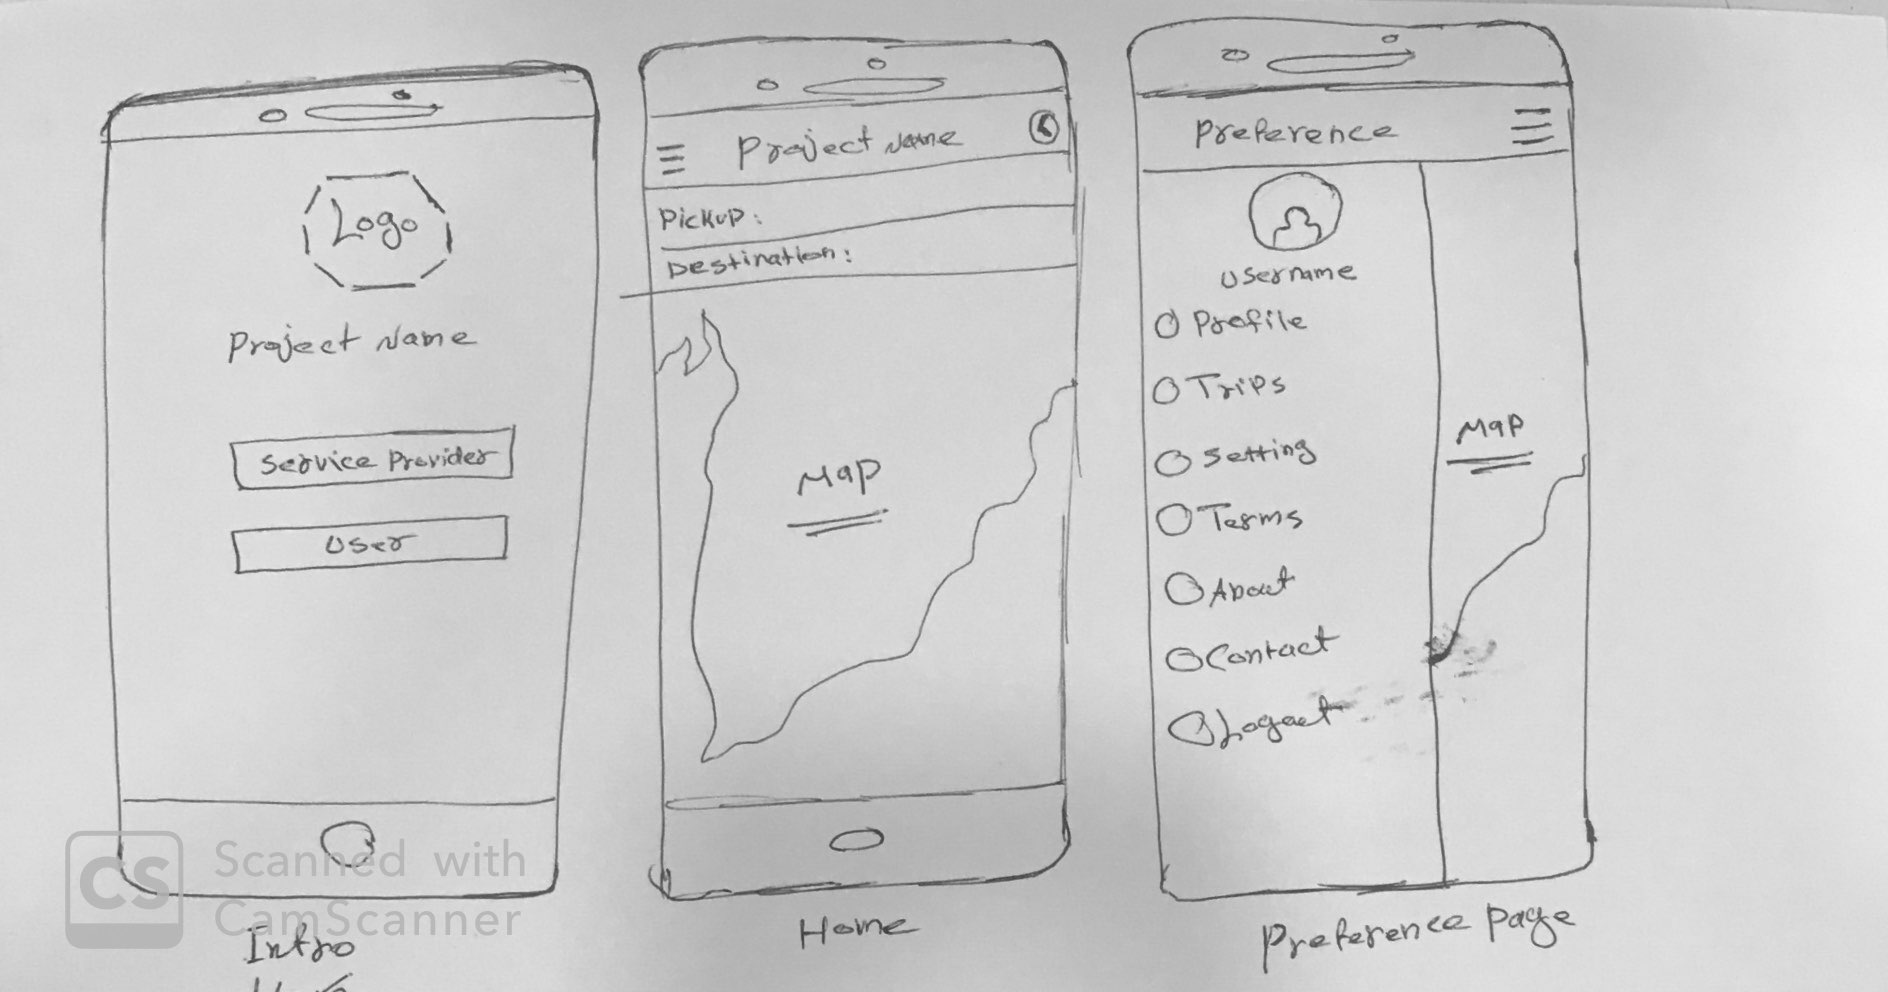 Logo
Project Name
Service Provider
User
Intro
Project Name
Pickup:
Destination:
Map
Home
Preference
Username
Profile
Trips
Setting
Terms
About
Contact
Logout
Map
Preference Page
CS
Scanned with
CamScanner